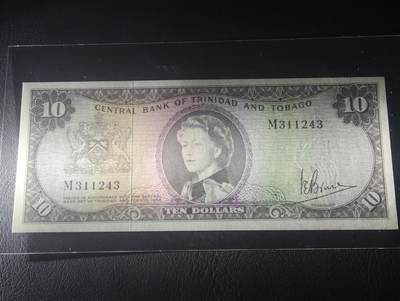 10
10
CENTRAL BANK OF TRINIDAD AND TOBAGO
M311243
M311243
10
TEN DOLLARS
10